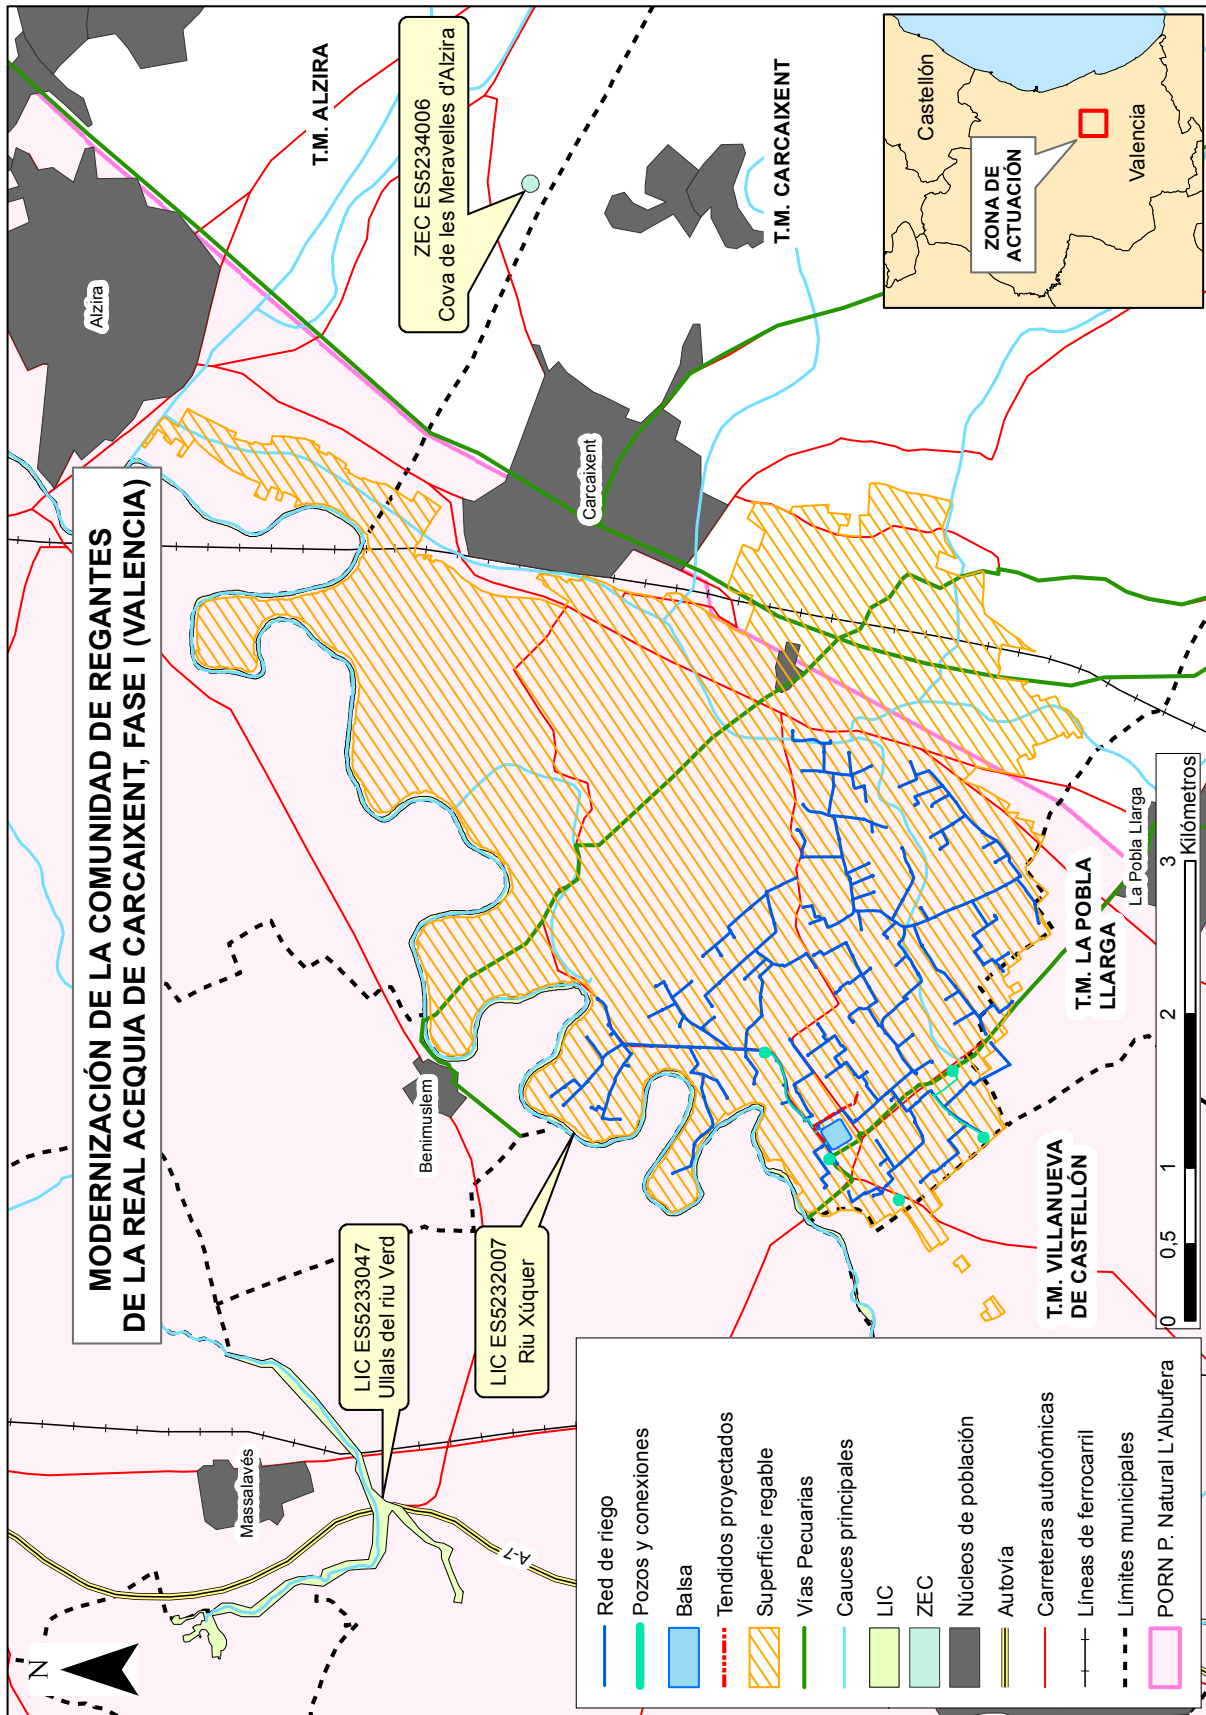 MODERNIZACIÓN DE LA COMUNIDAD DE REGANTES
DE LA REAL ACEQUIA DE CARCAIXENT, FASE I (VALENCIA)
N
Massalavés
A-7
LIC ES5233047
Ullals del riu Verd
LIC ES5232007
Riu Xúquer
Benimuslem
Alzira
T.M. ALZIRA
ZEC ES5234006
Cova de les Meravelles d'Alzira
Carcaixent
T.M. CARCAIXENT
T.M. VILLANUEVA
DE CASTELLÓN
T.M. LA POBLA
LLARGA
La Pobla Llarga
Castellón
ZONA DE
ACTUACIÓN
Valencia
Red de riego
Pozos y conexiones
Balsa
Tendidos proyectados
Superficie regable
Vías Pecuarias
Cauces principales
LIC
ZEC
Núcleos de población
Autovía
Carreteras autonómicas
Líneas de ferrocarril
Límites municipales
PORN P. Natural L'Albufera
0 0,5 1 2 3
Kilómetros